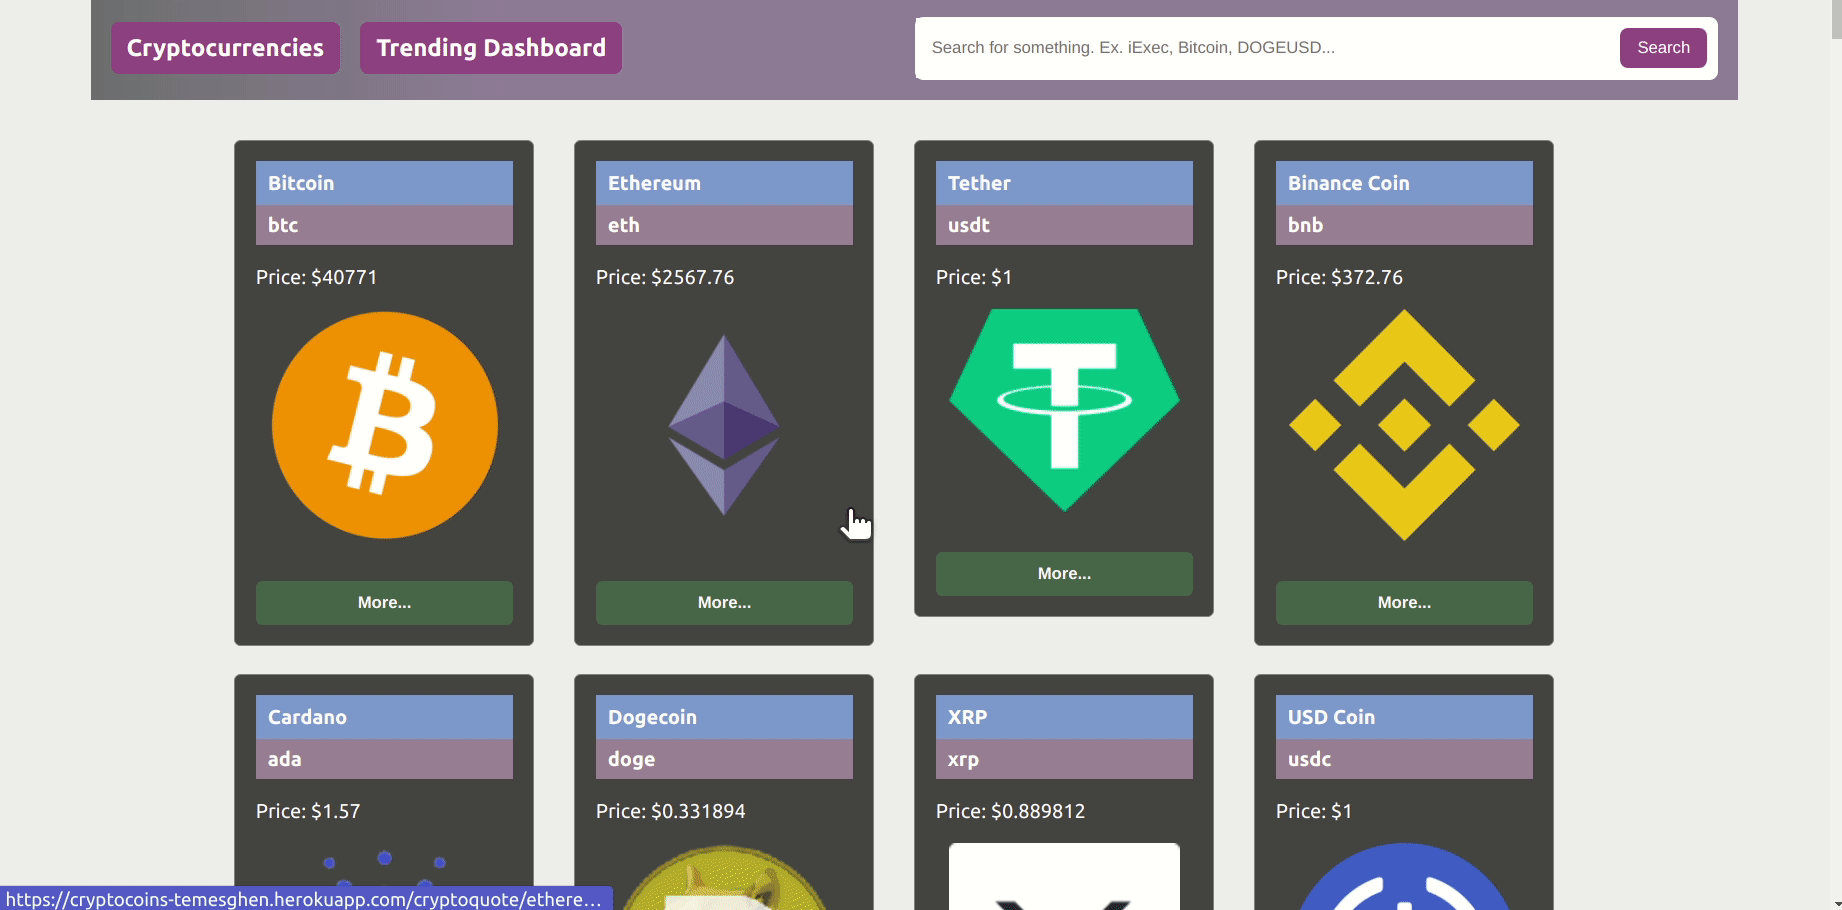 Cryptocurrencies
Trending Dashboard
Search for something. Ex. iExec, Bitcoin, DOGEUSD...
Search
Bitcoin
btc
Price: $40771
More...
Ethereum
eth
Price: $2567.76
More...
Tether
usdt
Price: $1
More...
Binance Coin
bnb
Price: $372.76
More...
Cardano
ada
Price: $1.57
Dogecoin
doge
Price: $0.331894
XRP
xrp
Price: $0.889812
USD Coin
usdc
Price: $1
https://cryptocoins-temesghen.herokuapp.com/cryptoquote/ethere...